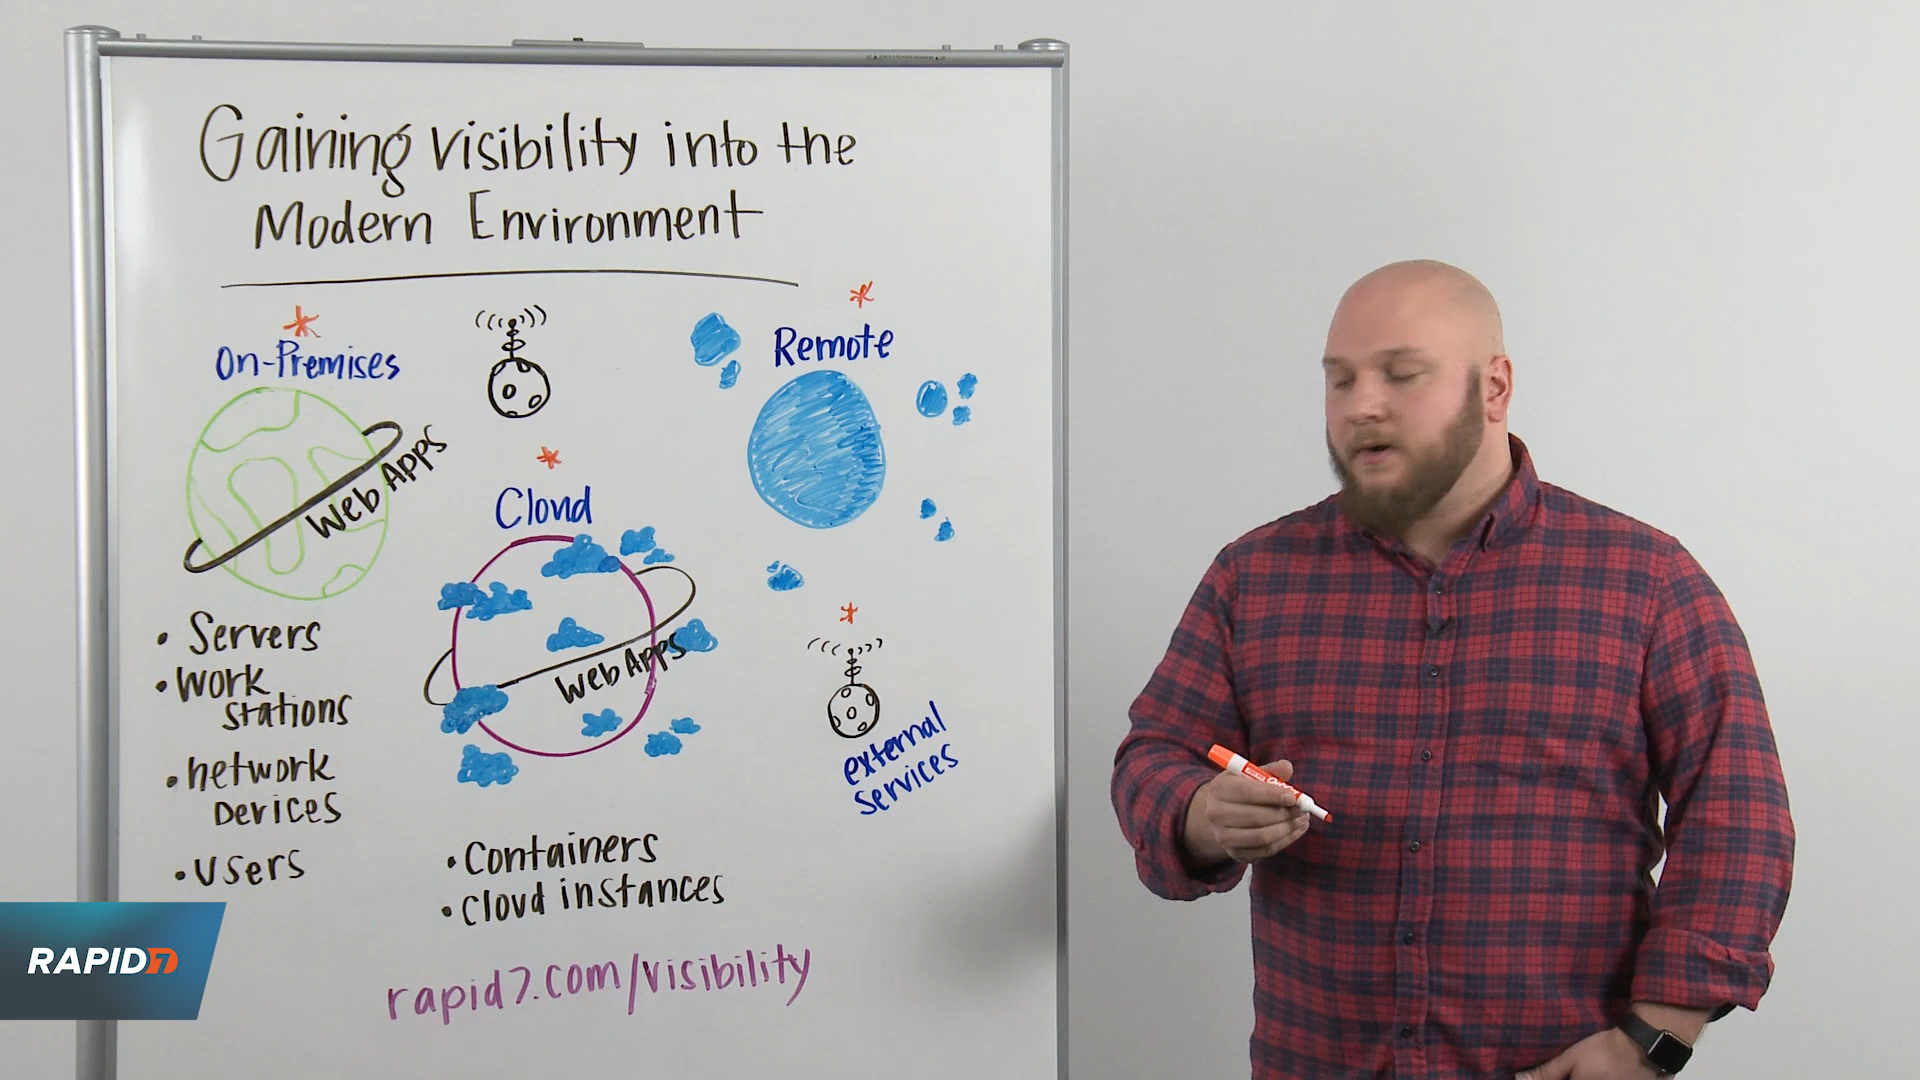 Gaining visibility into the
Modern Environment
On-Premises
Web Apps
Remote
Cloud
Web Apps
external
services
• Servers
• Work
stations
• network
Devices
• Users
• Containers
• Cloud instances
rapid7.com/visibility
RAPID7